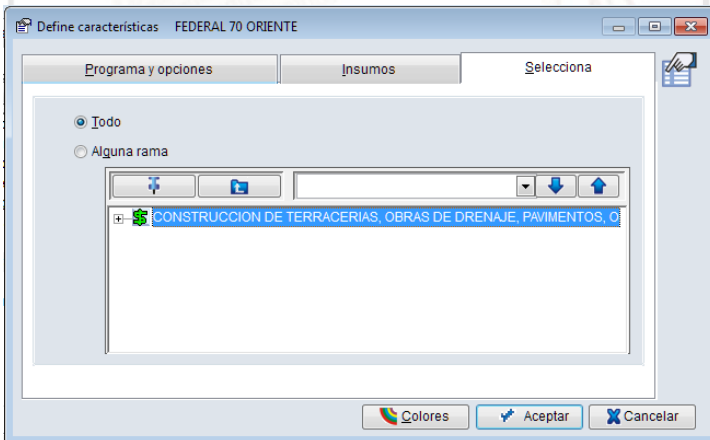 Define características FEDERAL 70 ORIENTE
Programa y opciones Insumos Selecciona
Todo
Alguna rama
CONSTRUCCION DE TERRACERIAS, OBRAS DE DRENAJE, PAVIMENTOS, O
Colores Aceptar Cancelar